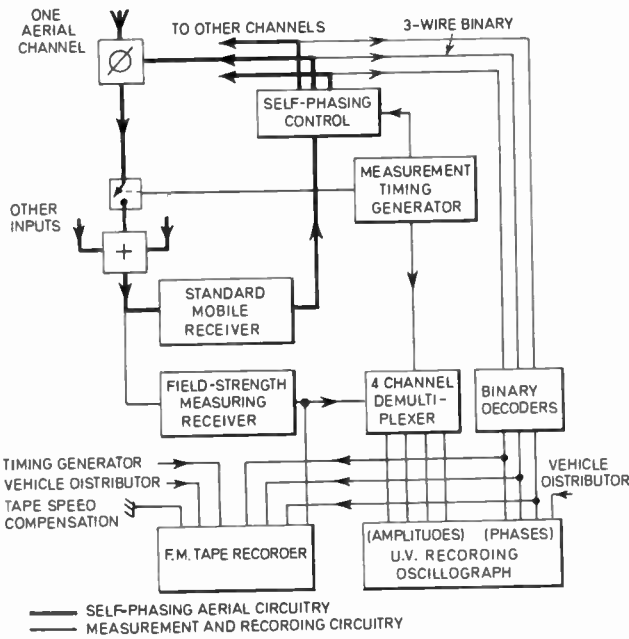 ONE
AERIAL
CHANNEL
TO OTHER CHANNELS
3-WIRE BINARY
Ø
SELF-PHASING
CONTROL
MEASUREMENT
TIMING
GENERATOR
OTHER
INPUTS
+
STANDARD
MOBILE
RECEIVER
FIELD-STRENGTH
MEASURING
RECEIVER
4 CHANNEL
DEMULTI-
PLEXER
BINARY
DECODERS
TIMING GENERATOR
VEHICLE DISTRIBUTOR
TAPE SPEED
COMPENSATION
VEHICLE
DISTRIBUTOR
F.M. TAPE RECORDER
(AMPLITUDES) (PHASES)
U.V. RECORDING
OSCILLOGRAPH
SELF-PHASING AERIAL CIRCUITRY
MEASUREMENT AND RECORDING CIRCUITRY